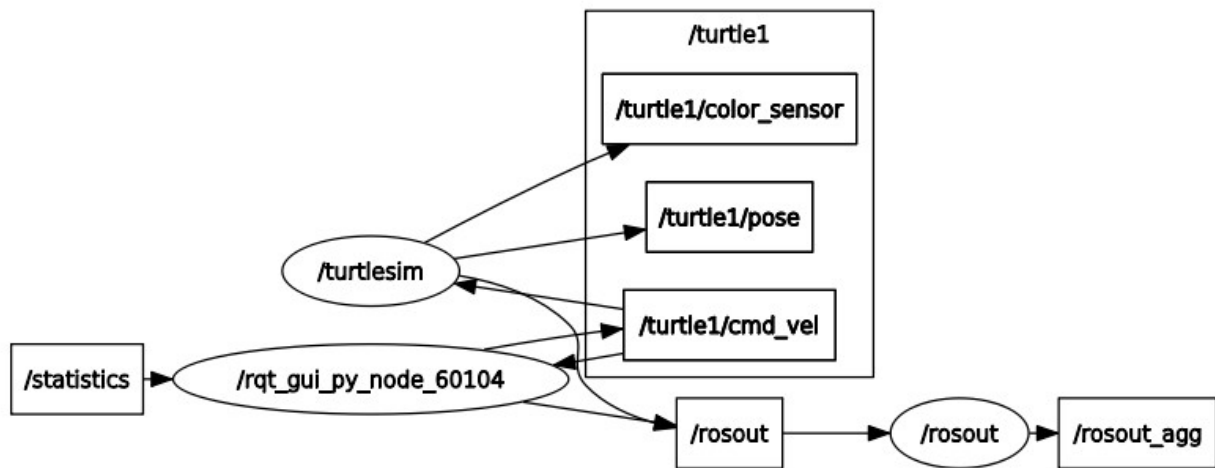 /turtle1
/turtle1/color_sensor
/turtle1/pose
/turtlesim
/turtle1/cmd_vel
/statistics
/rqt_gui_py_node_60104
/rosout
/rosout
/rosout_agg